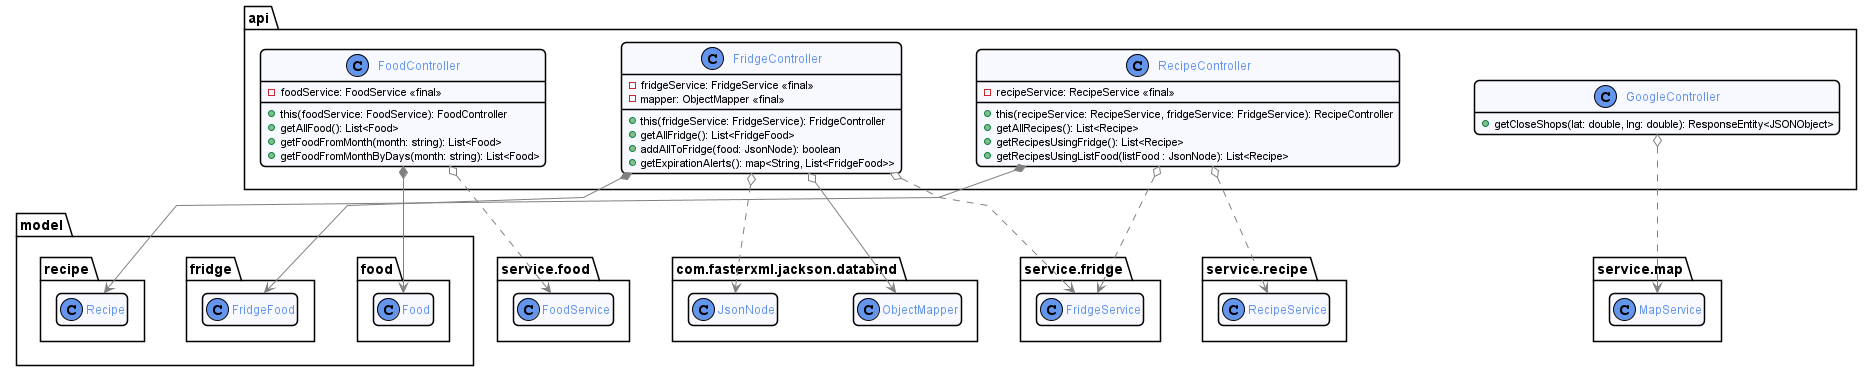 api
C FoodController
foodService: FoodService «final»
this(foodService: FoodService): FoodController
getAllFood(): List<Food>
getFoodFromMonth(month: string): List<Food>
getFoodFromMonthByDays(month: string): List<Food>
C FridgeController
fridgeService: FridgeService «final»
mapper: ObjectMapper «final»
this(fridgeService: FridgeService): FridgeController
getAllFridge(): List<FridgeFood>
addAllToFridge(food: JsonNode): boolean
getExpirationAlerts(): map<String, List<FridgeFood>>
C RecipeController
recipeService: RecipeService «final»
this(recipeService: RecipeService, fridgeService: FridgeService): RecipeController
getAllRecipes(): List<Recipe>
getRecipesUsingFridge(): List<Recipe>
getRecipesUsingListFood(listFood : JsonNode): List<Recipe>
C GoogleController
getCloseShops(lat: double, lng: double): ResponseEntity<JSONObject>
model
recipe
C Recipe
fridge
C FridgeFood
food
C Food
service.food
C FoodService
com.fasterxml.jackson.databind
C JsonNode
C ObjectMapper
service.fridge
C FridgeService
service.recipe
C RecipeService
service.map
C MapService